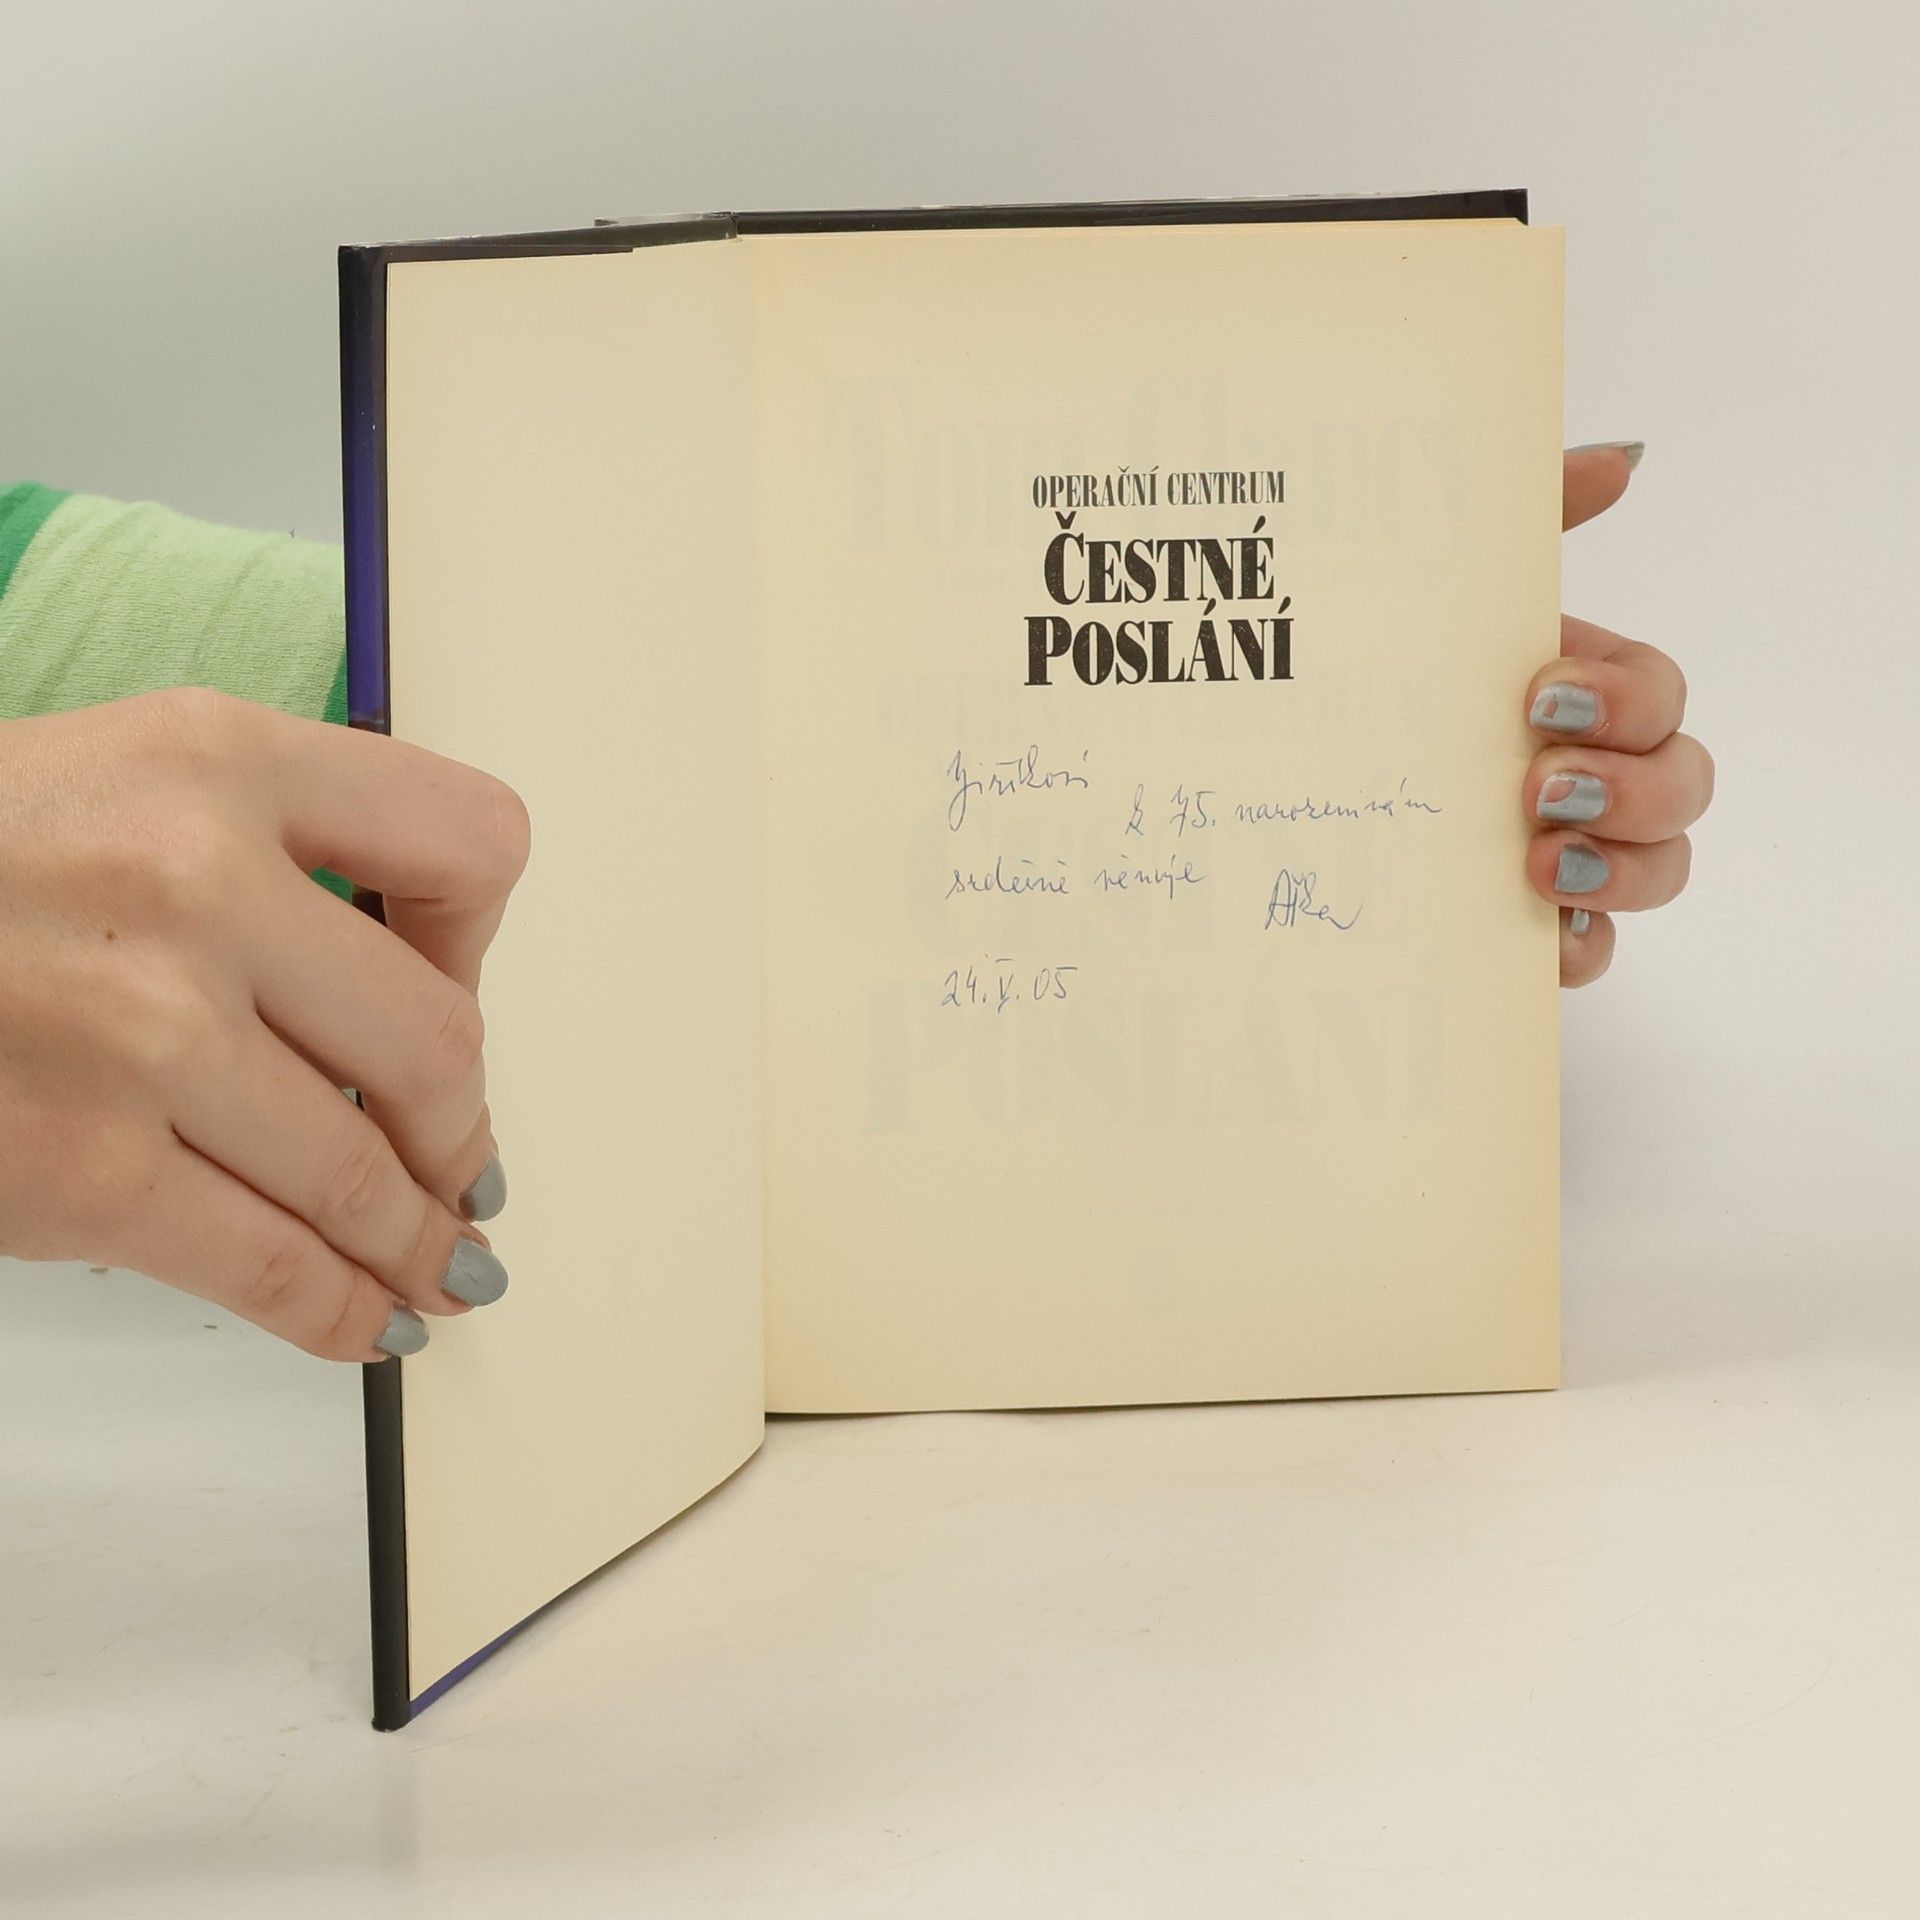 OPERAČNÍ CENTRUM
ČESTNÉ
POSLÁNÍ
Jiříkovi
k 75. narozeninám
srdečně věnuje
24. V. 05